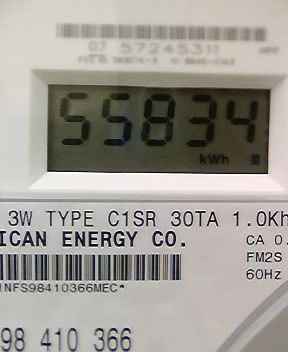 07 57245311
55834
kWh
3W TYPE C1SR 30TA 1.0Kh
ICAN ENERGY CO.
CA 0.
FM2S
60Hz
NFS98410366MEC*
98 410 366